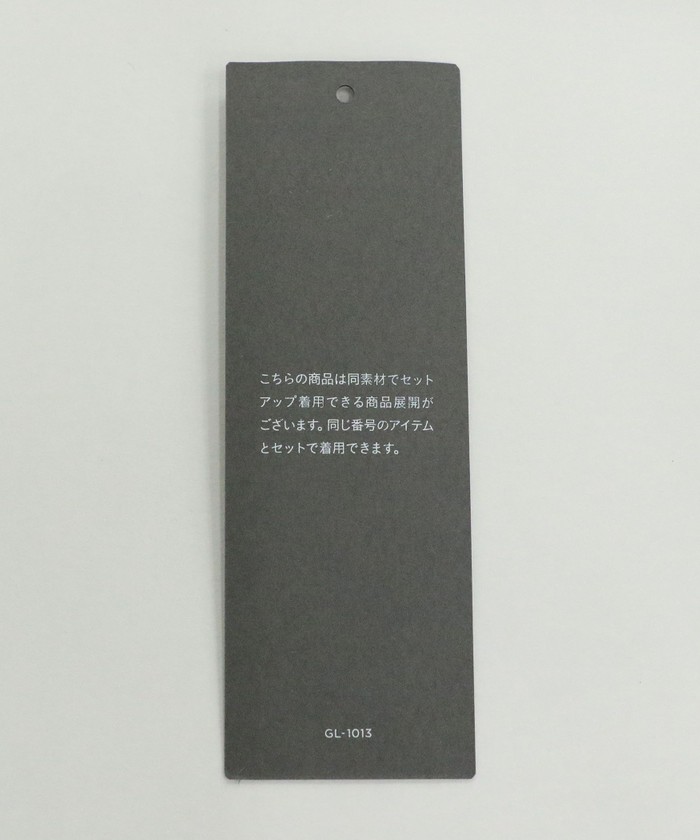 こちらの商品は同素材でセット
アップ着用できる商品展開が
ございます。同じ番号のアイテム
とセットで着用できます。
GL-1013